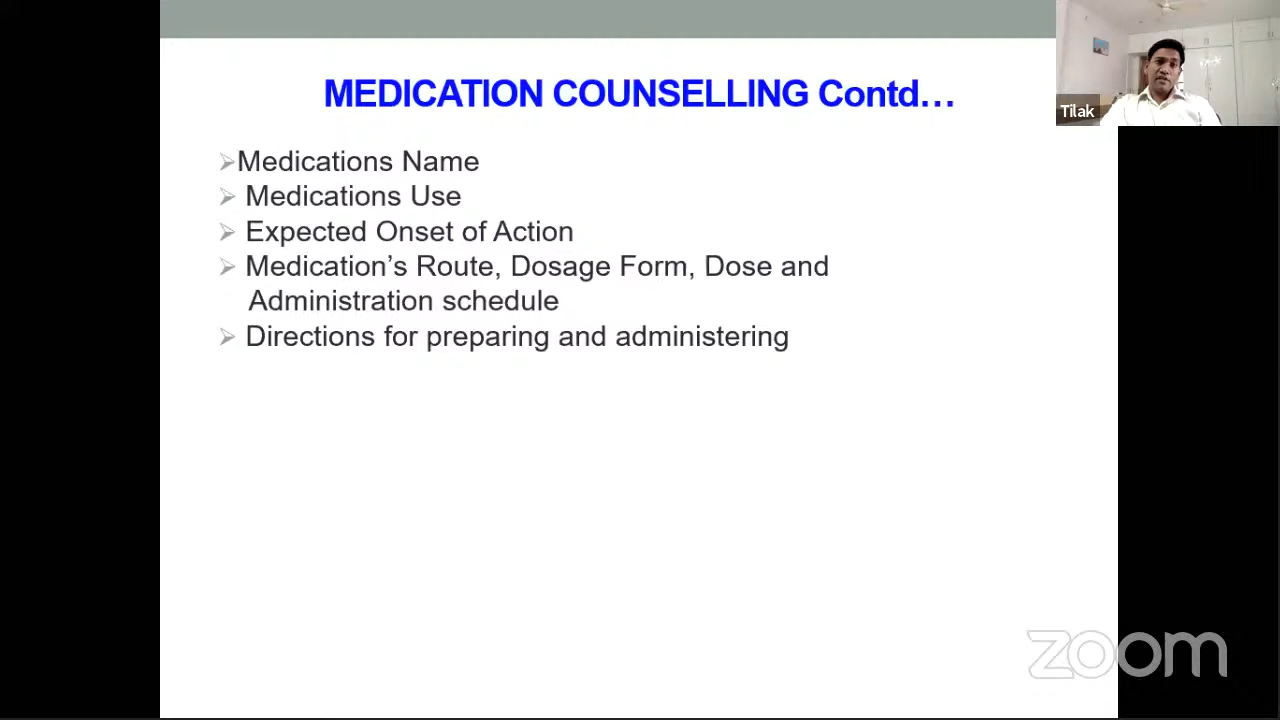 MEDICATION COUNSELLING Contd…
Tilak
➢Medications Name
➢ Medications Use
➢ Expected Onset of Action
➢ Medication’s Route, Dosage Form, Dose and
Administration schedule
➢ Directions for preparing and administering
zoom